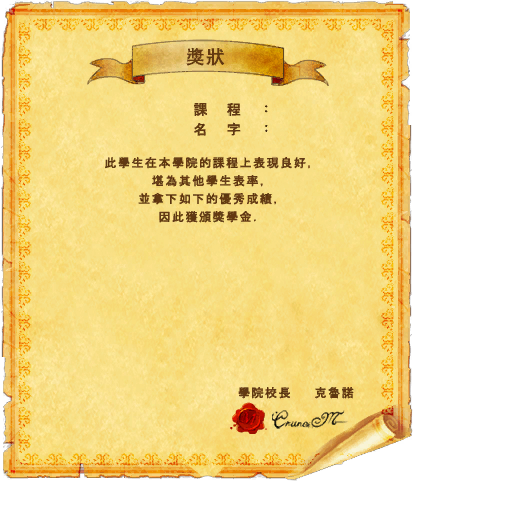 獎狀
課 程 :
名 字 :
此學生在本學院的課程上表現良好,
堪為其他學生表率,
並拿下如下的優秀成績,
因此獲頒獎學金.
學院校長 克魯諾